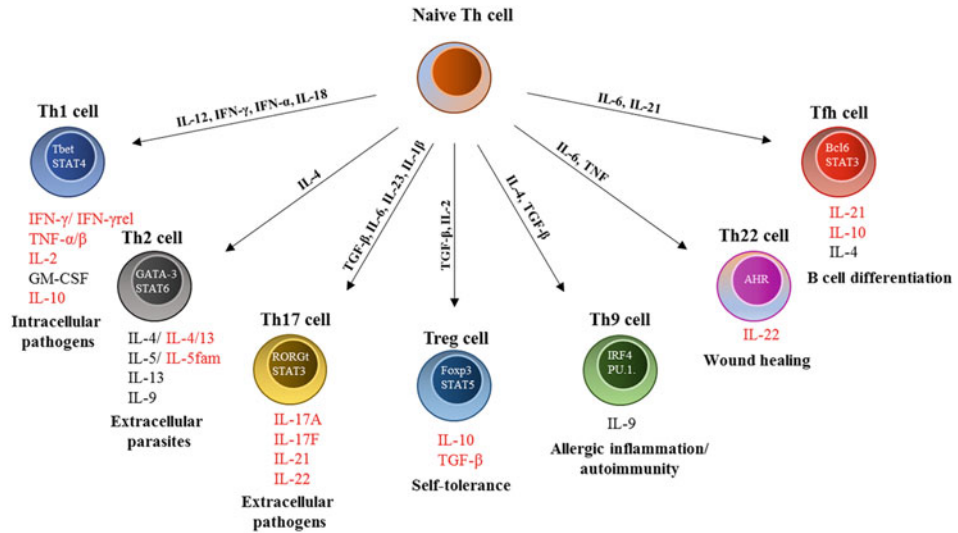 Naive Th cell
IL-12, IFN-γ, IFN-α, IL-18
IL-4
TGF-β, IL-6, IL-23, IL-1β
TGF-β, IL-2
IL-4, TGF-β
IL-6, TNF
IL-6, IL-21
Th1 cell
Tbet
STAT4
IFN-γ/ IFN-γrel
TNF-α/β
IL-2
GM-CSF
IL-10
Intracellular
pathogens
Th2 cell
GATA-3
STAT6
IL-4/ IL-4/13
IL-5/ IL-5fam
IL-13
IL-9
Extracellular
parasites
Th17 cell
RORGt
STAT3
IL-17A
IL-17F
IL-21
IL-22
Extracellular
pathogens
Treg cell
Foxp3
STAT5
IL-10
TGF-β
Self-tolerance
Th9 cell
IRF4
PU.1.
IL-9
Allergic inflammation/
autoimmunity
Th22 cell
AHR
IL-22
Wound healing
Tfh cell
Bcl6
STAT3
IL-21
IL-10
IL-4
B cell differentiation